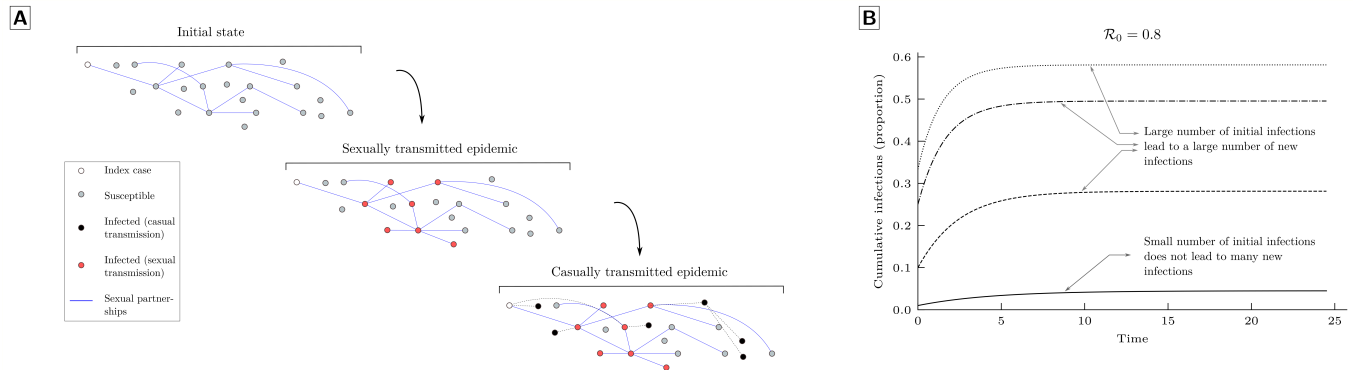 A
Initial state
Sexually transmitted epidemic
Index case
Susceptible
Infected (casual
transmission)
Infected (sexual
transmission)
Sexual partner-
ships
Casually transmitted epidemic
B
R₀ = 0.8
Cumulative infections (proportion)
0.6
0.5
0.4
0.3
0.2
0.1
0.0
Large number of initial infections
lead to a large number of new
infections
Small number of initial infections
does not lead to many new
infections
0 5 10 15 20 25
Time